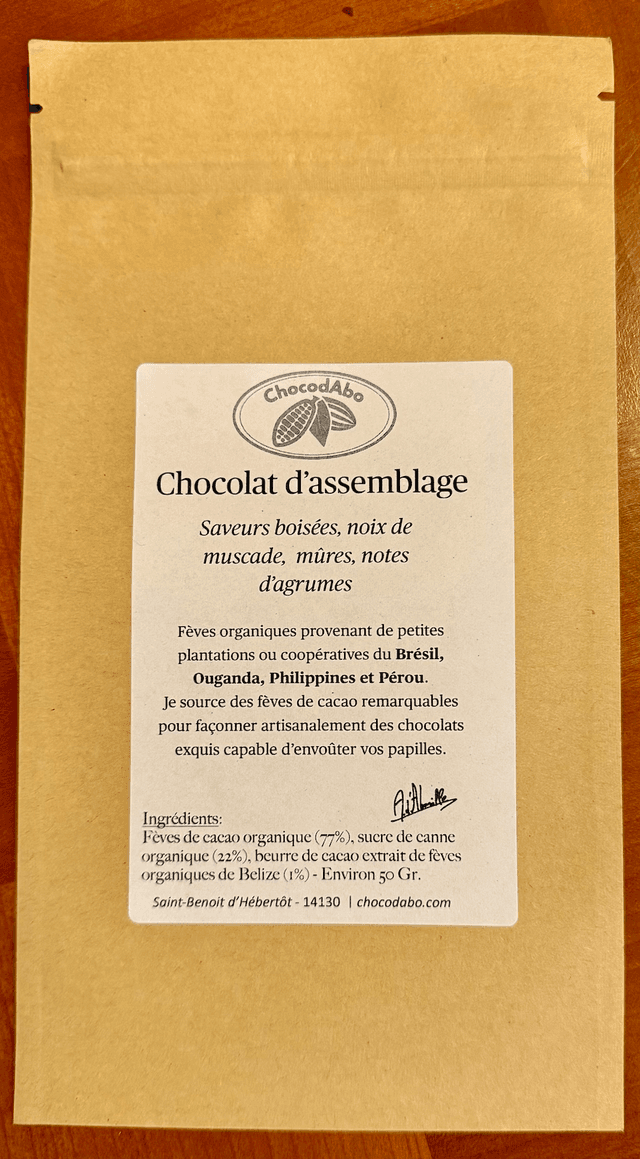 ChocodAbo
Chocolat d'assemblage
Saveurs boisées, noix de
muscade, mûres, notes
d'agrumes
Fèves organiques provenant de petites
plantations ou coopératives du Brésil,
Ouganda, Philippines et Pérou.
Je source des fèves de cacao remarquables
pour façonner artisanalement des chocolats
exquis capable d'envoûter vos papilles.
Ingrédients:
Fèves de cacao organique (77%), sucre de canne
organique (22%), beurre de cacao extrait de fèves
organiques de Belize (1%) - Environ 50 Gr.
Saint-Benoit d'Hébertôt - 14130 | chocodabo.com